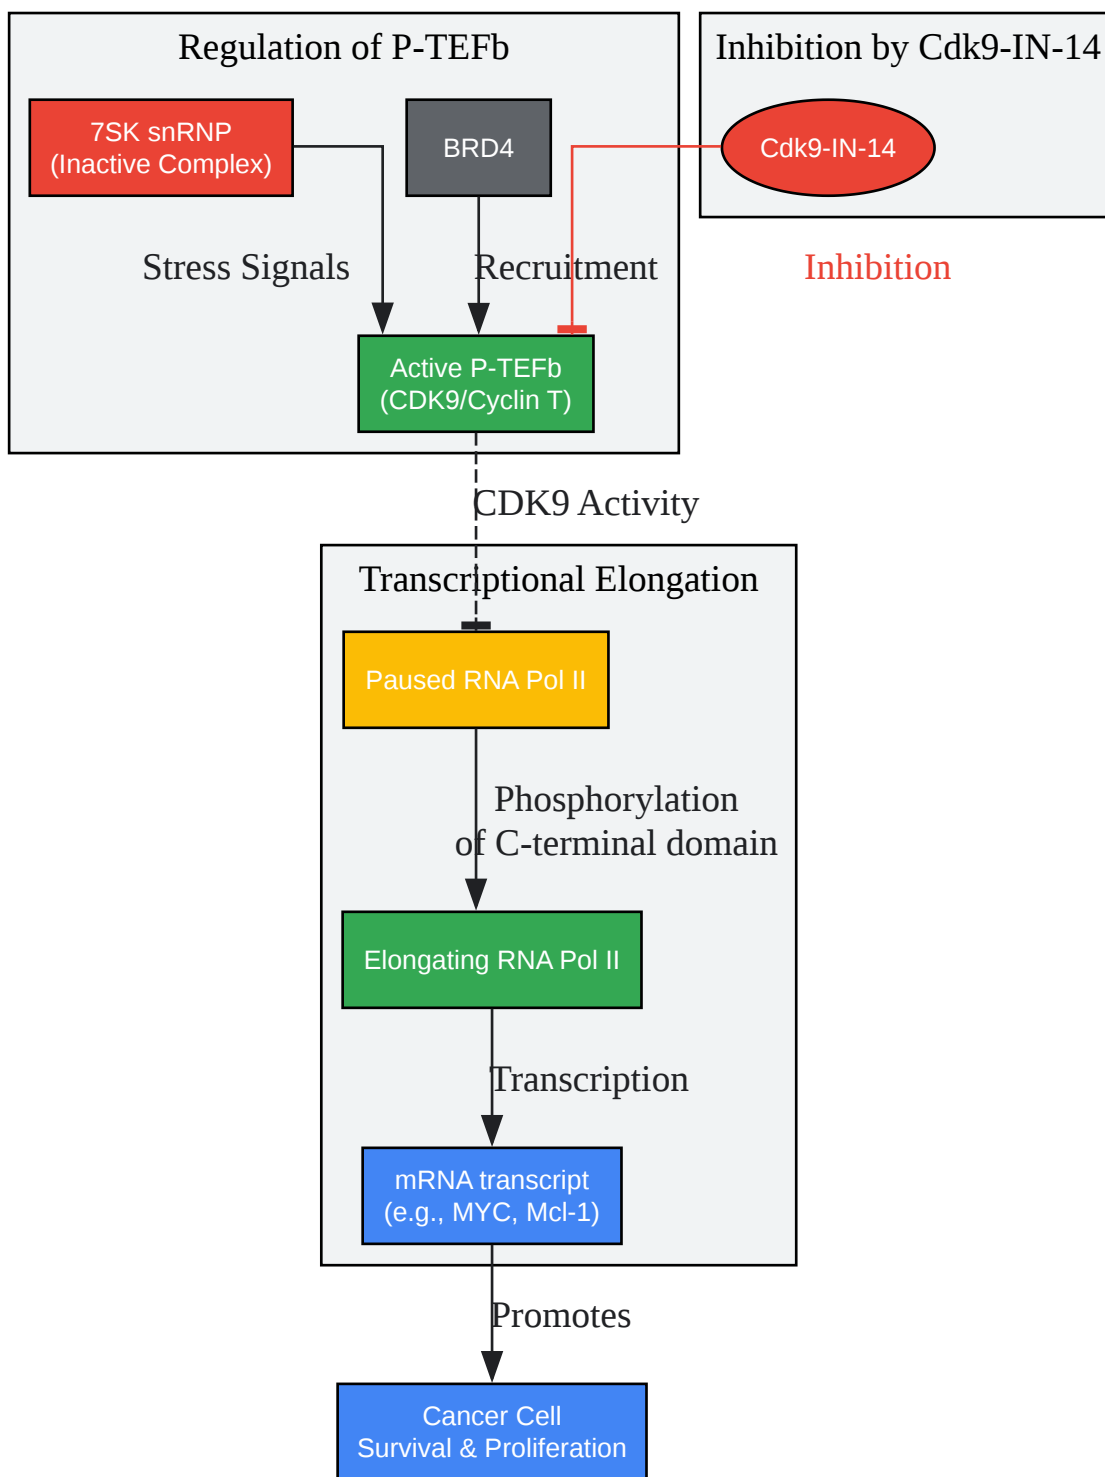 Regulation of P-TEFb
Inhibition by Cdk9-IN-14
7SK snRNP
(Inactive Complex)
BRD4
Cdk9-IN-14
Stress Signals
Recruitment
Inhibition
Active P-TEFb
(CDK9/Cyclin T)
CDK9 Activity
Transcriptional Elongation
Paused RNA Pol II
Phosphorylation
of C-terminal domain
Elongating RNA Pol II
Transcription
mRNA transcript
(e.g., MYC, Mcl-1)
Promotes
Cancer Cell
Survival & Proliferation